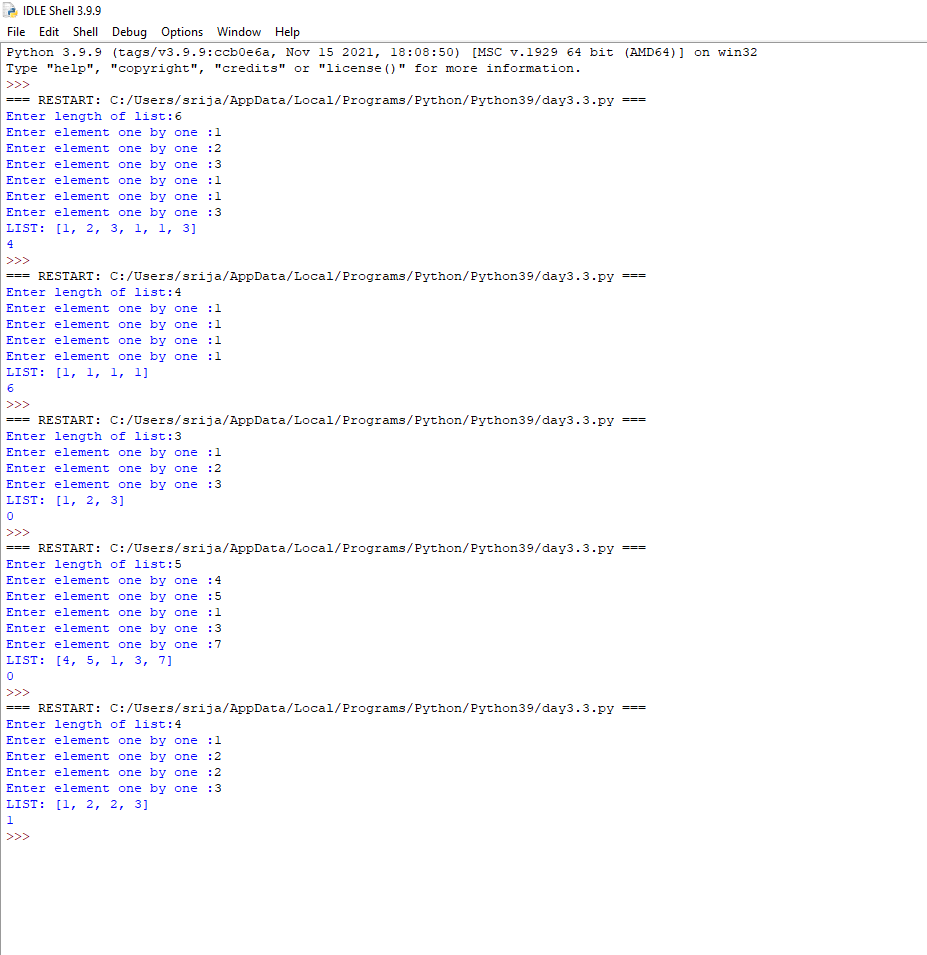 IDLE Shell 3.9.9
File Edit Shell Debug Options Window Help
Python 3.9.9 (tags/v3.9.9:ccb0e6a, Nov 15 2021, 18:08:50) [MSC v.1929 64 bit (AMD64)] on win32
Type "help", "copyright", "credits" or "license()" for more information.
>>>
=== RESTART: C:/Users/srija/AppData/Local/Programs/Python/Python39/day3.3.py ===
Enter length of list:6
Enter element one by one :1
Enter element one by one :2
Enter element one by one :3
Enter element one by one :1
Enter element one by one :1
Enter element one by one :3
LIST: [1, 2, 3, 1, 1, 3]
4
>>>
=== RESTART: C:/Users/srija/AppData/Local/Programs/Python/Python39/day3.3.py ===
Enter length of list:4
Enter element one by one :1
Enter element one by one :1
Enter element one by one :1
Enter element one by one :1
LIST: [1, 1, 1, 1]
6
>>>
=== RESTART: C:/Users/srija/AppData/Local/Programs/Python/Python39/day3.3.py ===
Enter length of list:3
Enter element one by one :1
Enter element one by one :2
Enter element one by one :3
LIST: [1, 2, 3]
0
>>>
=== RESTART: C:/Users/srija/AppData/Local/Programs/Python/Python39/day3.3.py ===
Enter length of list:5
Enter element one by one :4
Enter element one by one :5
Enter element one by one :1
Enter element one by one :3
Enter element one by one :7
LIST: [4, 5, 1, 3, 7]
0
>>>
=== RESTART: C:/Users/srija/AppData/Local/Programs/Python/Python39/day3.3.py ===
Enter length of list:4
Enter element one by one :1
Enter element one by one :2
Enter element one by one :2
Enter element one by one :3
LIST: [1, 2, 2, 3]
1
>>>